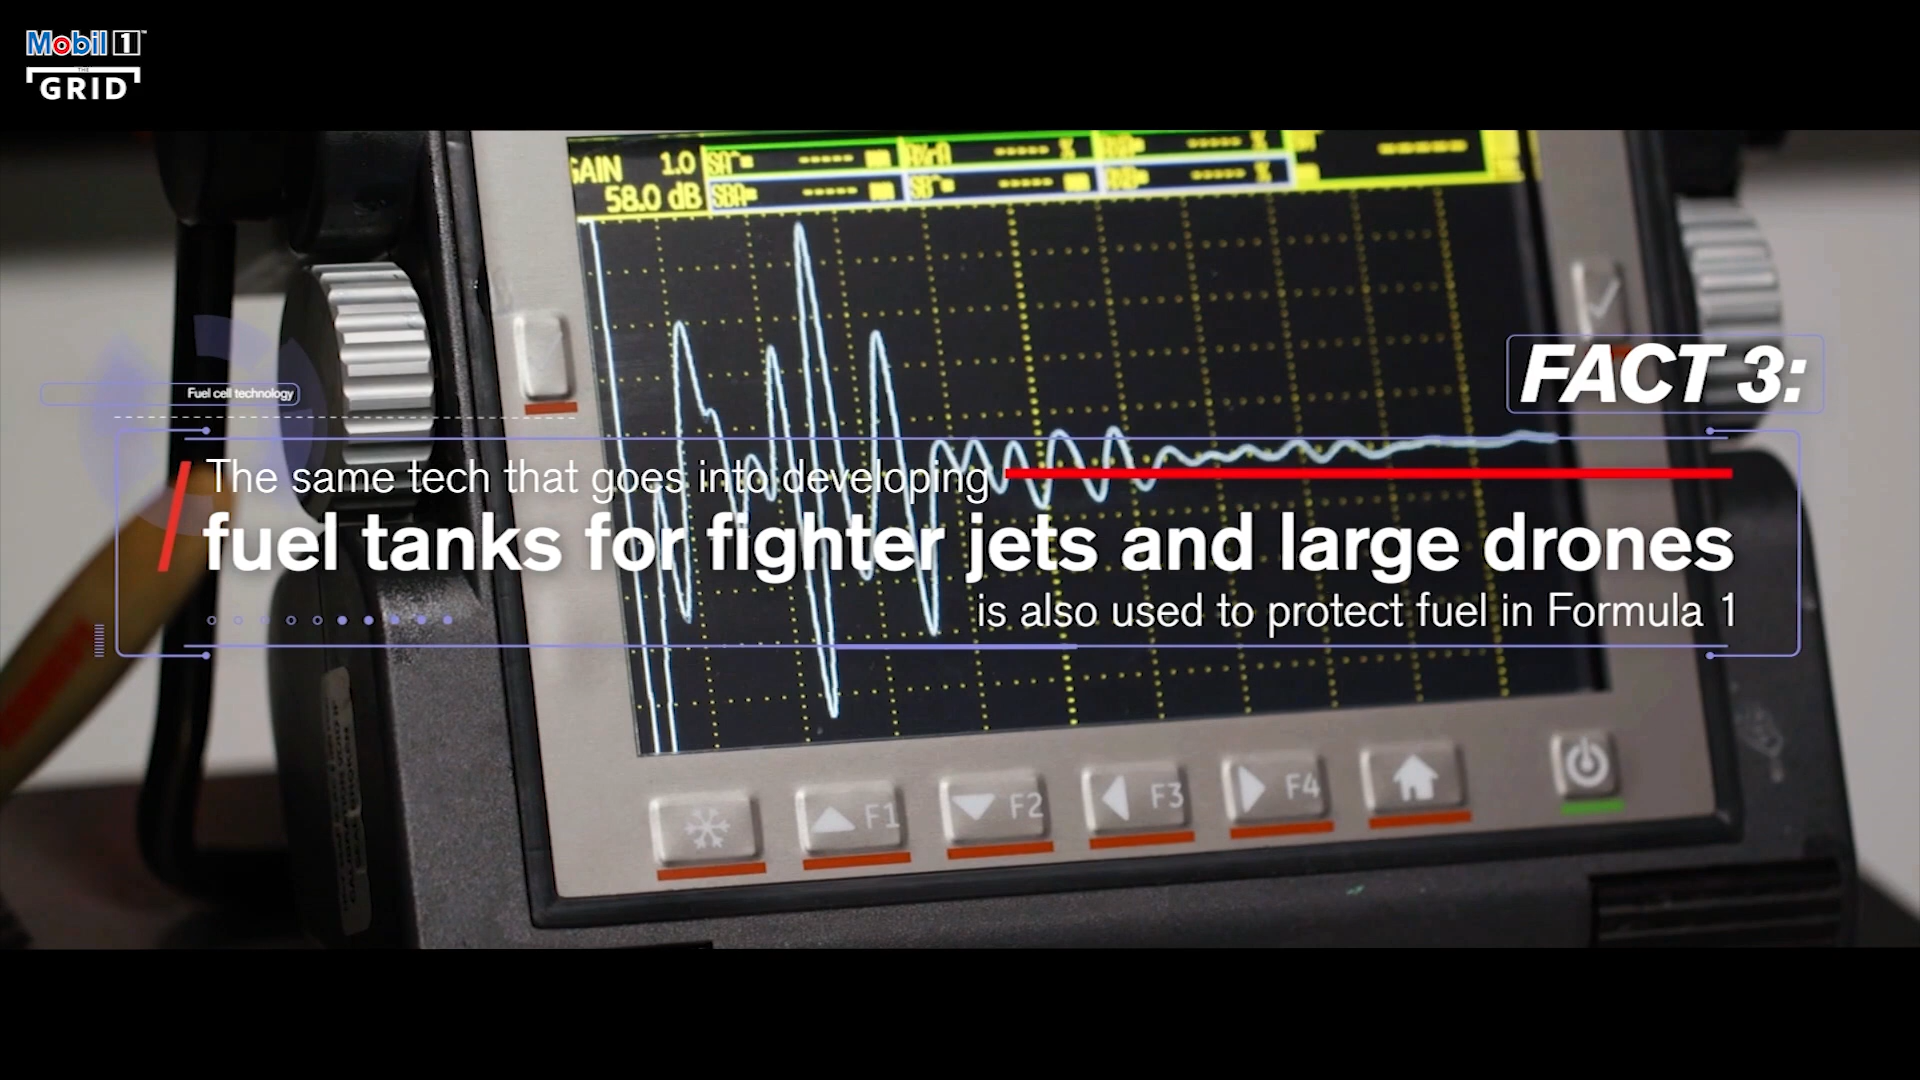 Mobil 1™
THE
GRID
GAIN 1.0
58.0 dB
FACT 3:
Fuel cell technology
The same tech that goes into developing
fuel tanks for fighter jets and large drones
is also used to protect fuel in Formula 1
F1
F2
F3
F4